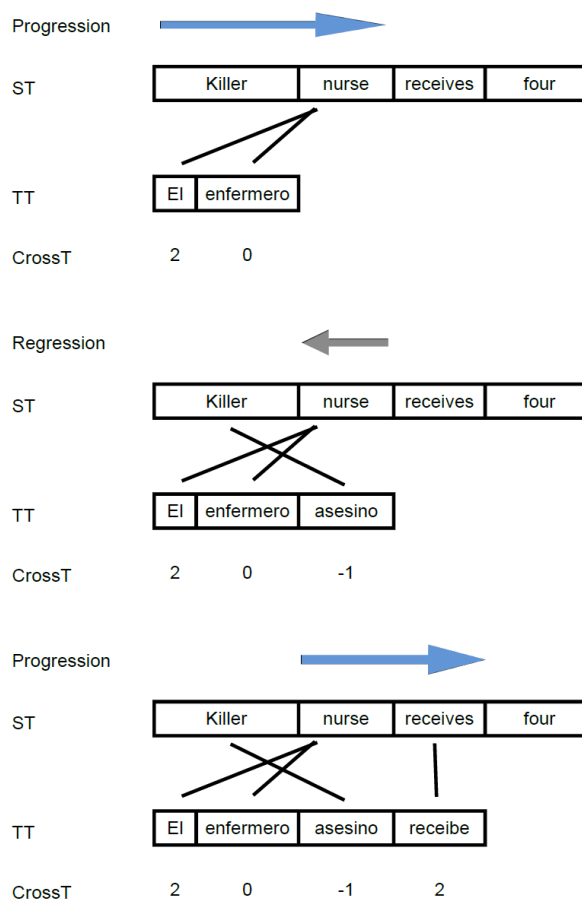 Progression
ST Killer nurse receives four
TT El enfermero
CrossT 2 0
Regression
ST Killer nurse receives four
TT El enfermero asesino
CrossT 2 0 -1
Progression
ST Killer nurse receives four
TT El enfermero asesino receibe
CrossT 2 0 -1 2